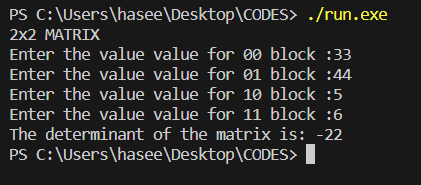 PS C:\Users\hasee\Desktop\CODES> ./run.exe
2x2 MATRIX
Enter the value value for 00 block :33
Enter the value value for 01 block :44
Enter the value value for 10 block :5
Enter the value value for 11 block :6
The determinant of the matrix is: -22
PS C:\Users\hasee\Desktop\CODES>